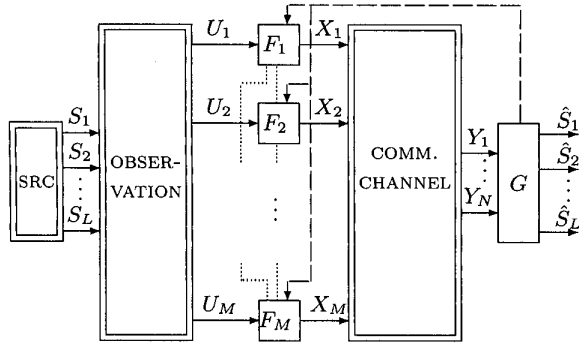 U_1 F_1 X_1
U_2 F_2 X_2
S_1
S_2
⋮
S_L
SRC
OBSER-
VATION
COMM.
CHANNEL
Y_1
⋮
Y_N
G
Ŝ_1
Ŝ_2
⋮
Ŝ_L
⋮
U_M F_M X_M